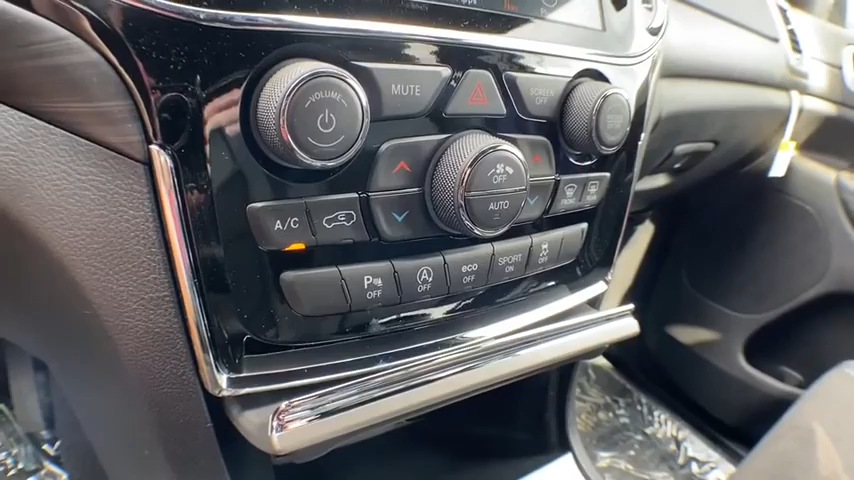 VOLUME
MUTE
SCREEN
OFF
OFF
AUTO
FRONT
REAR
A/C
P
OFF
A
OFF
eco
OFF
SPORT
ON
OFF